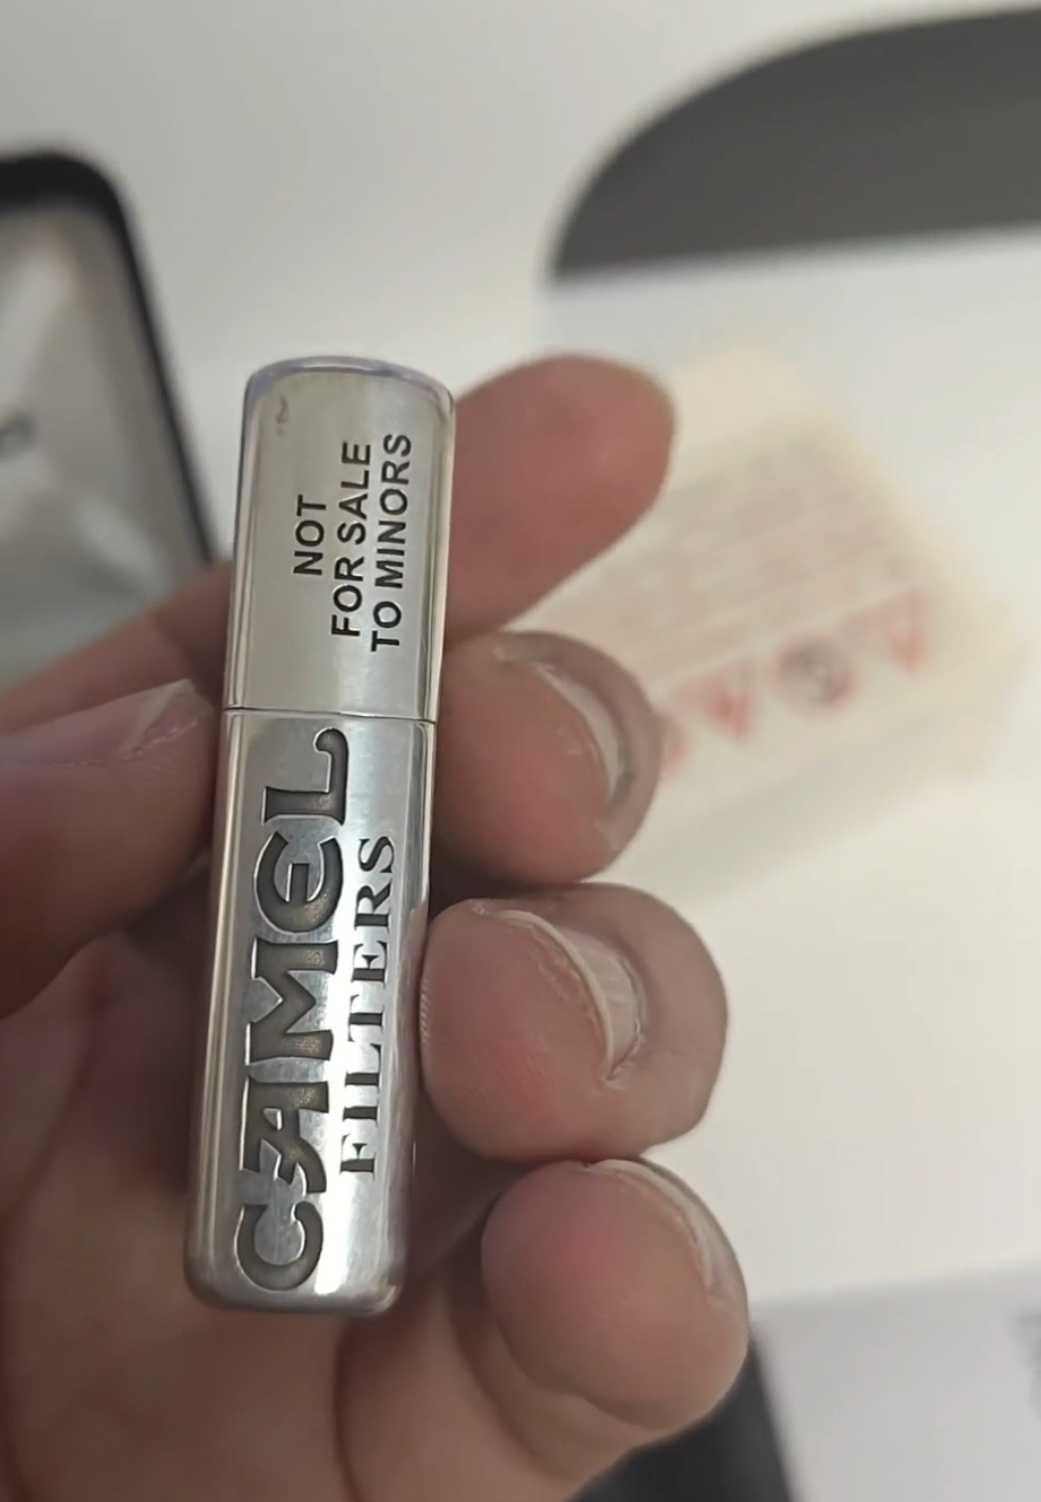 NOT
FOR SALE
TO MINORS
CAMEL
FILTERS